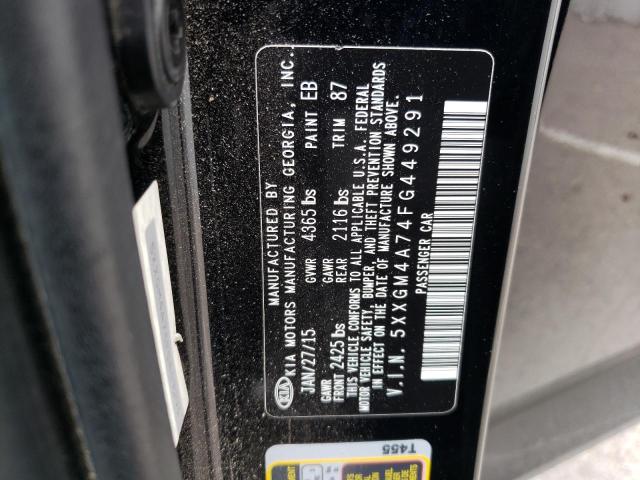 KIA
MANUFACTURED BY
KIA MOTORS MANUFACTURING GEORGIA, INC.
JAN/27/15 GVWR 4365 lbs PAINT EB
GAWR FRONT 2425 lbs GAWR REAR 2116 lbs TRIM 87
THIS VEHICLE CONFORMS TO ALL APPLICABLE U.S.A. FEDERAL
MOTOR VEHICLE SAFETY, BUMPER, AND THEFT PREVENTION STANDARDS
IN EFFECT ON THE DATE OF MANUFACTURE SHOWN ABOVE.
V.I.N. 5XXGM4A74FG449291
PASSENGER CAR
T455